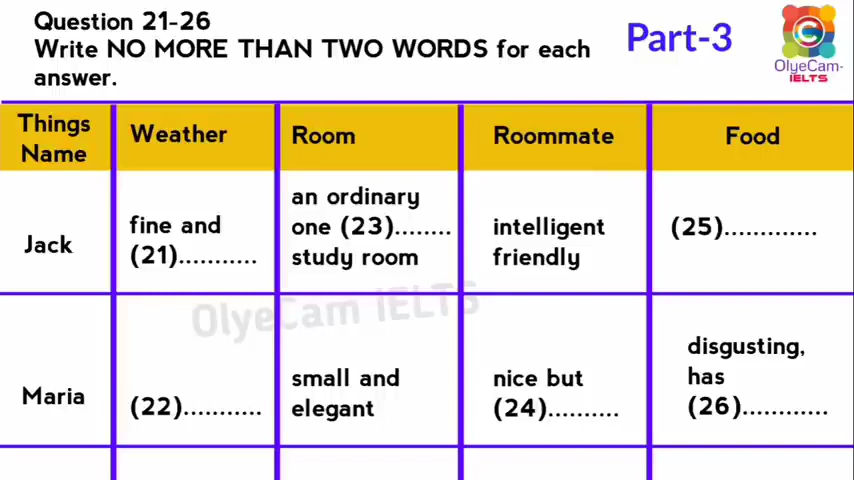 Question 21-26
Write NO MORE THAN TWO WORDS for each
answer.
Part-3
OlyeCam-
IELTS
Things
Name
Weather
Room
Roommate
Food
Jack
fine and
(21)...........
an ordinary
one (23)........
study room
intelligent
friendly
(25).............
OlyeCam IELTS
Maria
(22)...........
small and
elegant
nice but
(24)..........
disgusting,
has
(26)............